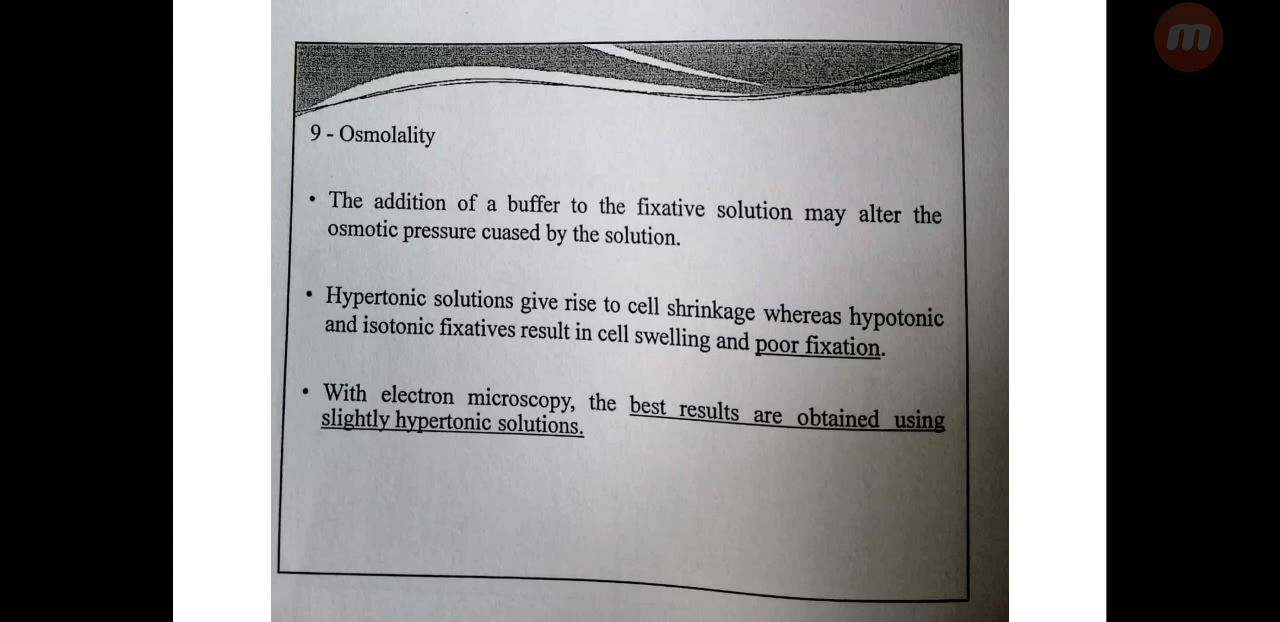 9 - Osmolality
• The addition of a buffer to the fixative solution may alter the
osmotic pressure cuased by the solution.
• Hypertonic solutions give rise to cell shrinkage whereas hypotonic
and isotonic fixatives result in cell swelling and poor fixation.
• With electron microscopy, the best results are obtained using
slightly hypertonic solutions.